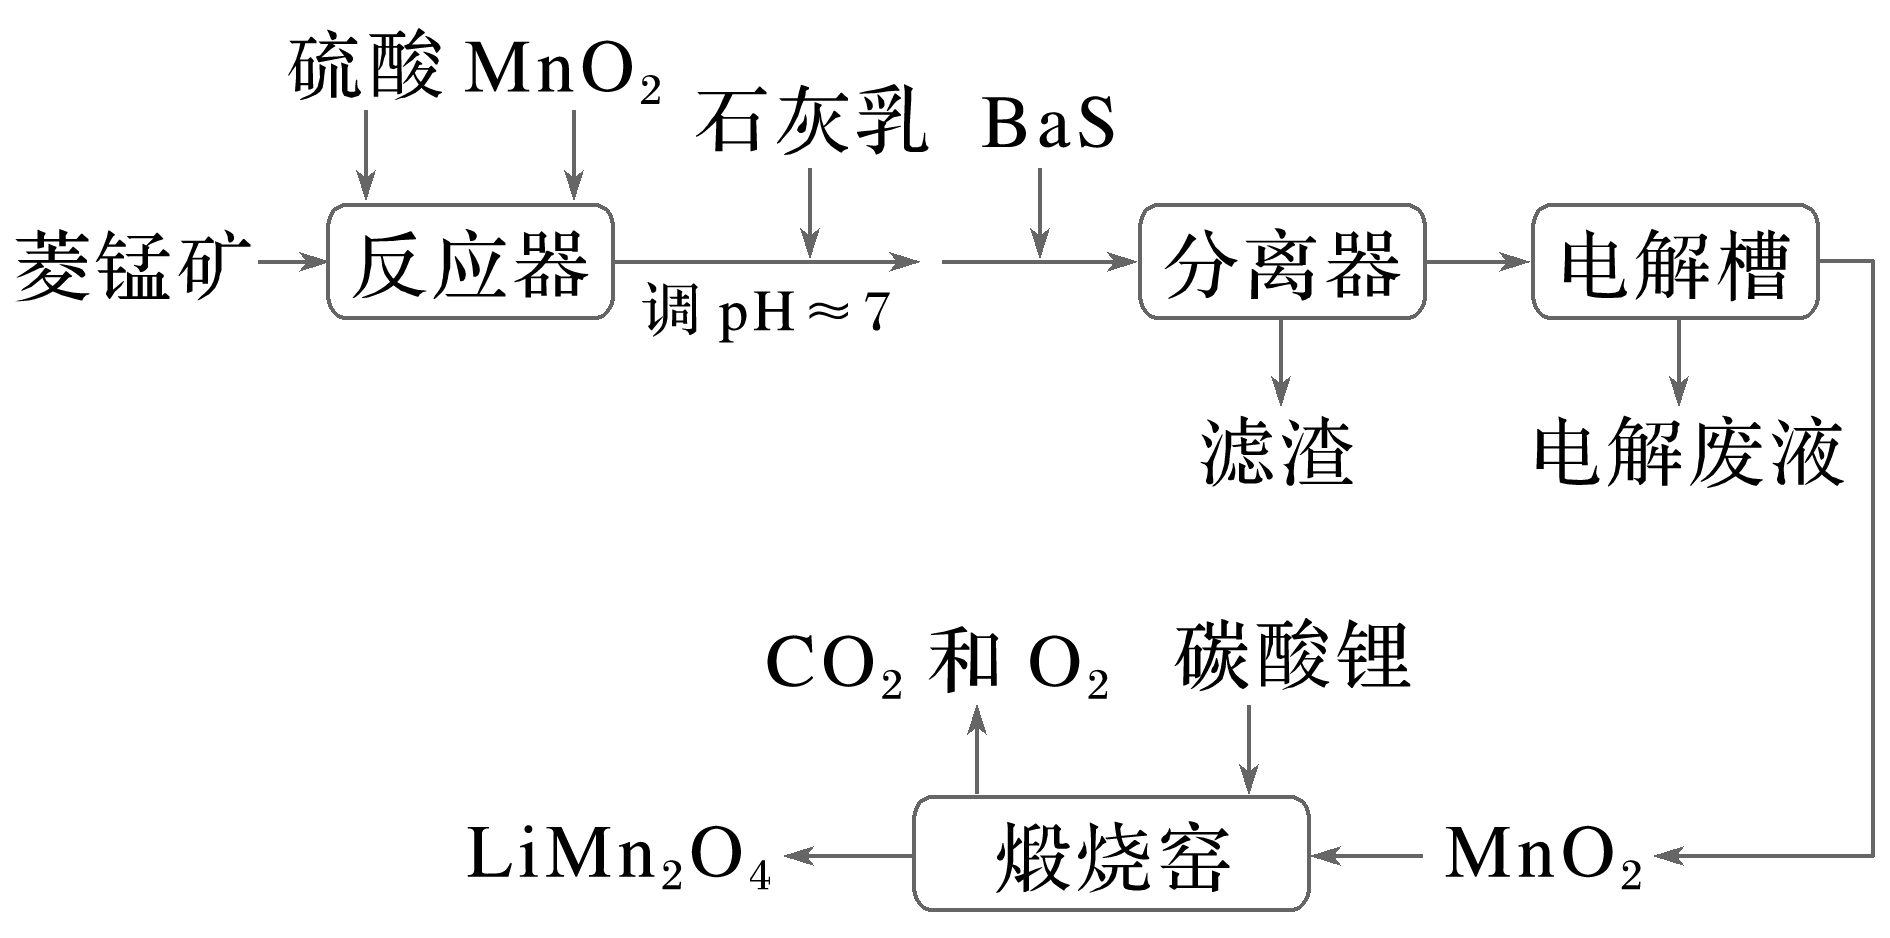 硫酸 MnO₂
石灰乳 BaS
菱锰矿 反应器 分离器 电解槽
调 pH≈7
滤渣 电解废液
CO₂ 和 O₂ 碳酸锂
LiMn₂O₄ 煅烧窑 MnO₂